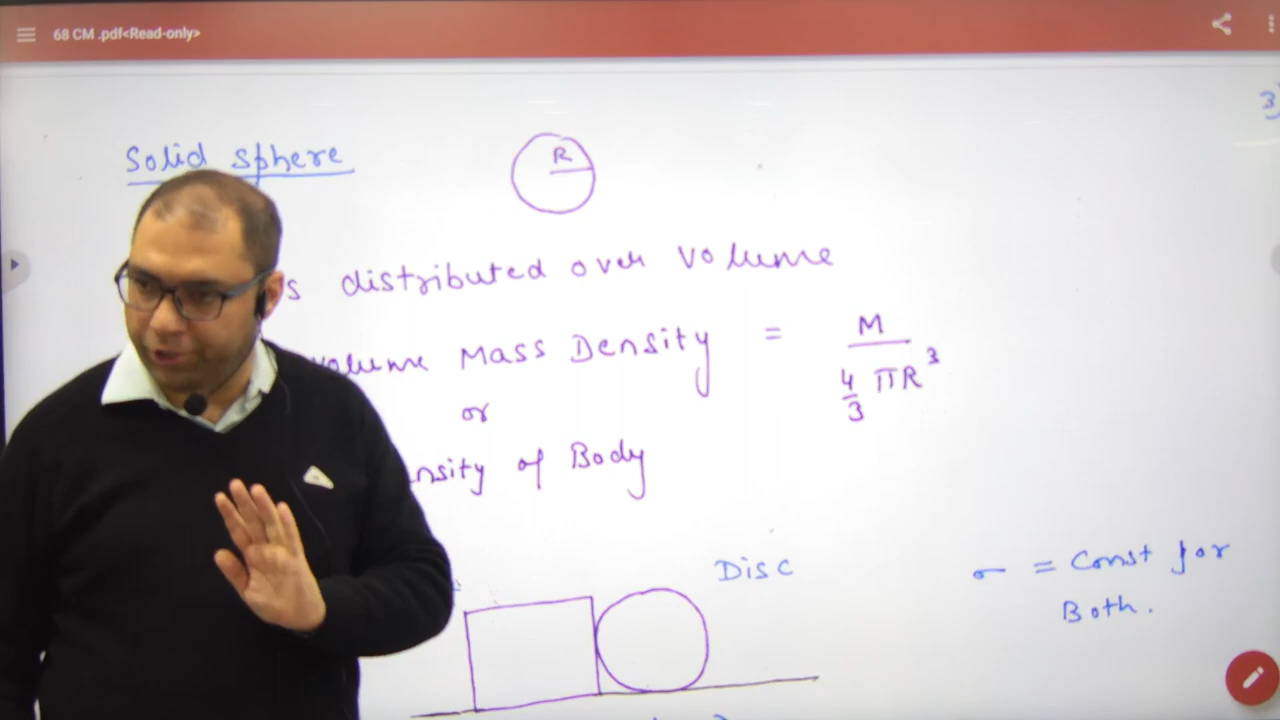 68 CM .pdf<Read-only>
3)
Solid sphere
R
distributed over volume
Mass Density = M
4/3 πR³
or
of Body
Disc
σ = Const for
Both.